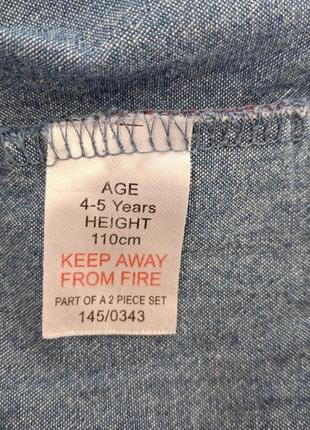 AGE
4-5 Years
HEIGHT
110cm
KEEP AWAY
FROM FIRE
PART OF A 2 PIECE SET
145/0343